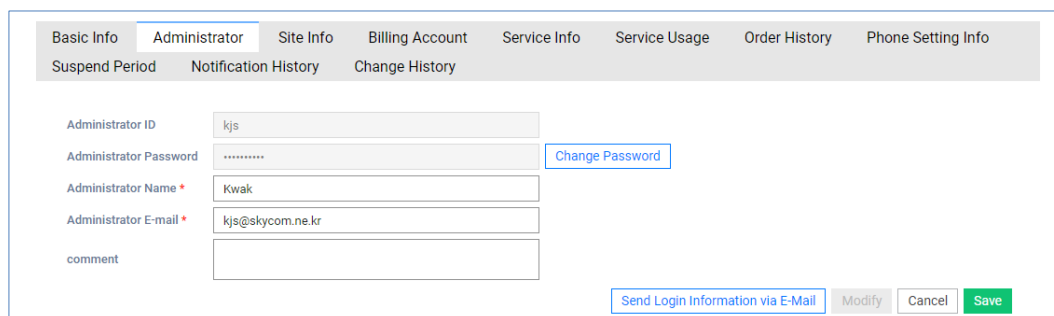 Basic Info Administrator Site Info Billing Account Service Info Service Usage Order History Phone Setting Info
Suspend Period Notification History Change History
Administrator ID kjs
Administrator Password •••••••••• Change Password
Administrator Name * Kwak
Administrator E-mail * kjs@skycom.ne.kr
comment
Send Login Information via E-Mail Modify Cancel Save